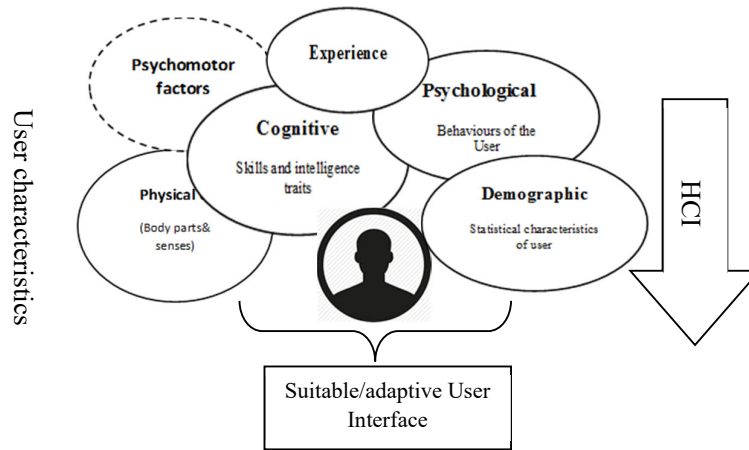 User characteristics
Psychomotor
factors
Experience
Psychological
Behaviours of the
User
Cognitive
Skills and intelligence
traits
Physical
(Body parts&
senses)
Demographic
Statistical characteristics
of user
HCI
Suitable/adaptive User
Interface